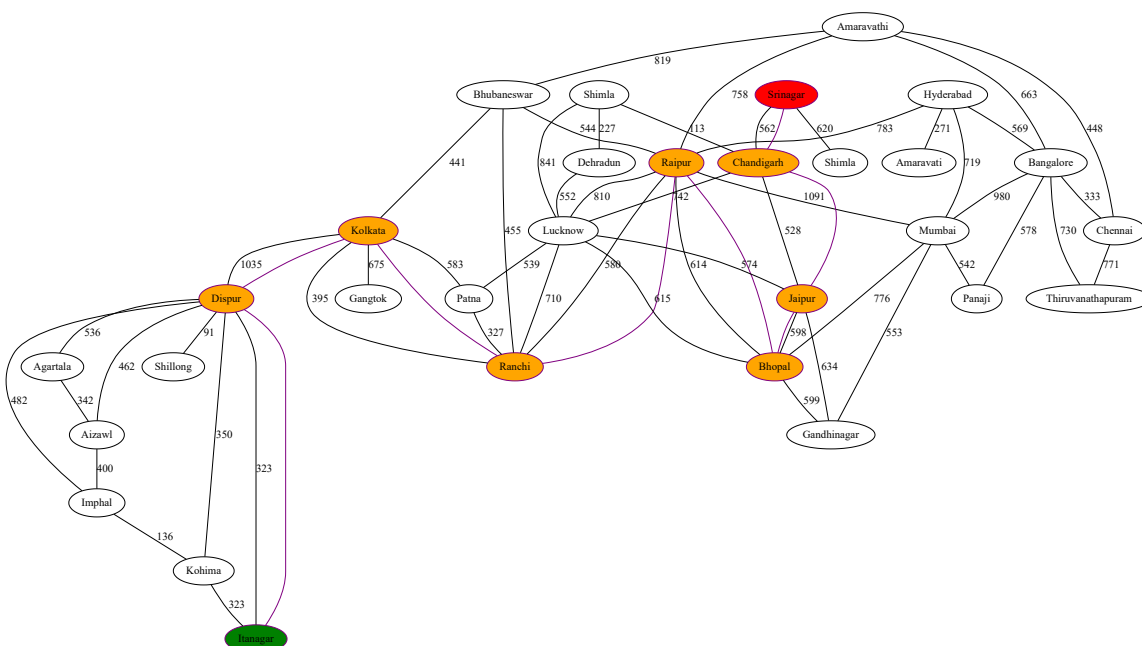 Amaravathi
819
Bhubaneswar
Shimla
Srinagar
Hyderabad
758
663
544
227
113
562
620
783
271
569
448
441
841
Dehradun
Raipur
Chandigarh
Shimla
Amaravati
719
Bangalore
552
810
742
1091
980
333
Kolkata
455
Lucknow
528
Mumbai
578
730
Chennai
1035
675
583
539
580
614
574
542
771
395
Dispur
Gangtok
Patna
710
615
Jaipur
776
Panaji
Thiruvanathapuram
536
91
327
598
553
Agartala
462
Shillong
Ranchi
Bhopal
634
482
342
599
Aizawl
350
Gandhinagar
400
323
Imphal
136
Kohima
323
Itanagar